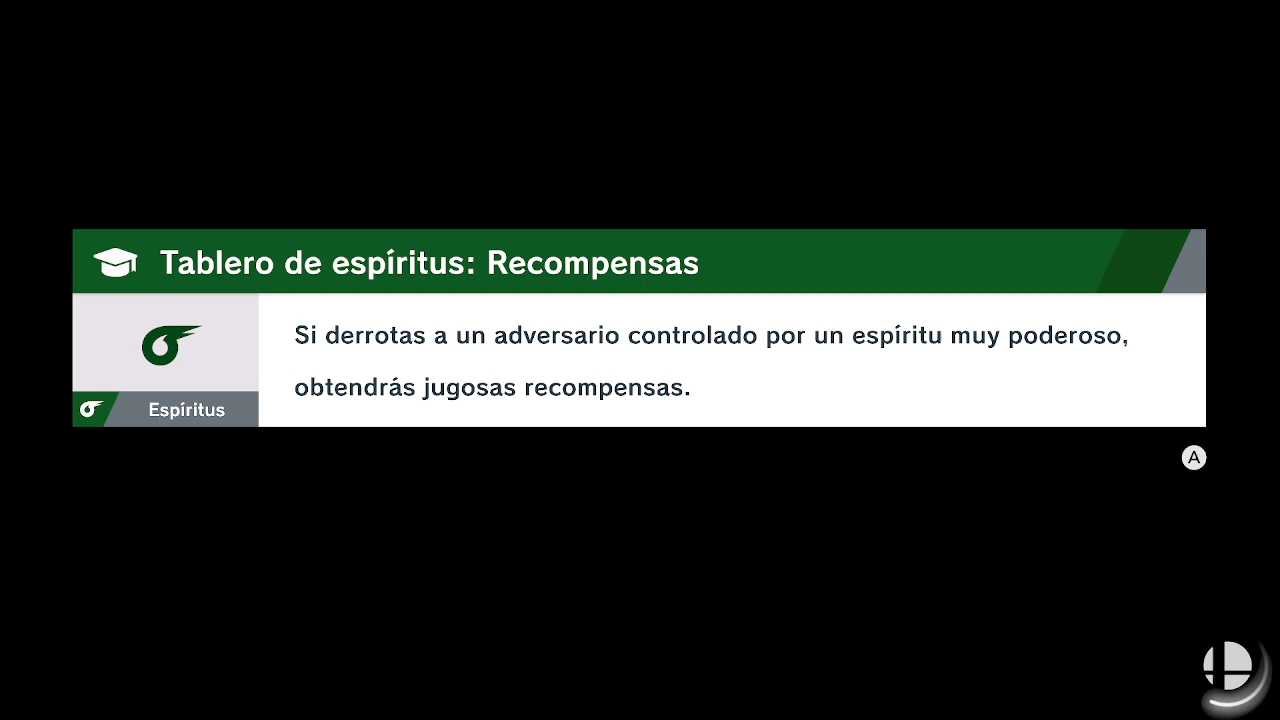 Tablero de espíritus: Recompensas
Si derrotas a un adversario controlado por un espíritu muy poderoso,
obtendrás jugosas recompensas.
Espíritus
A